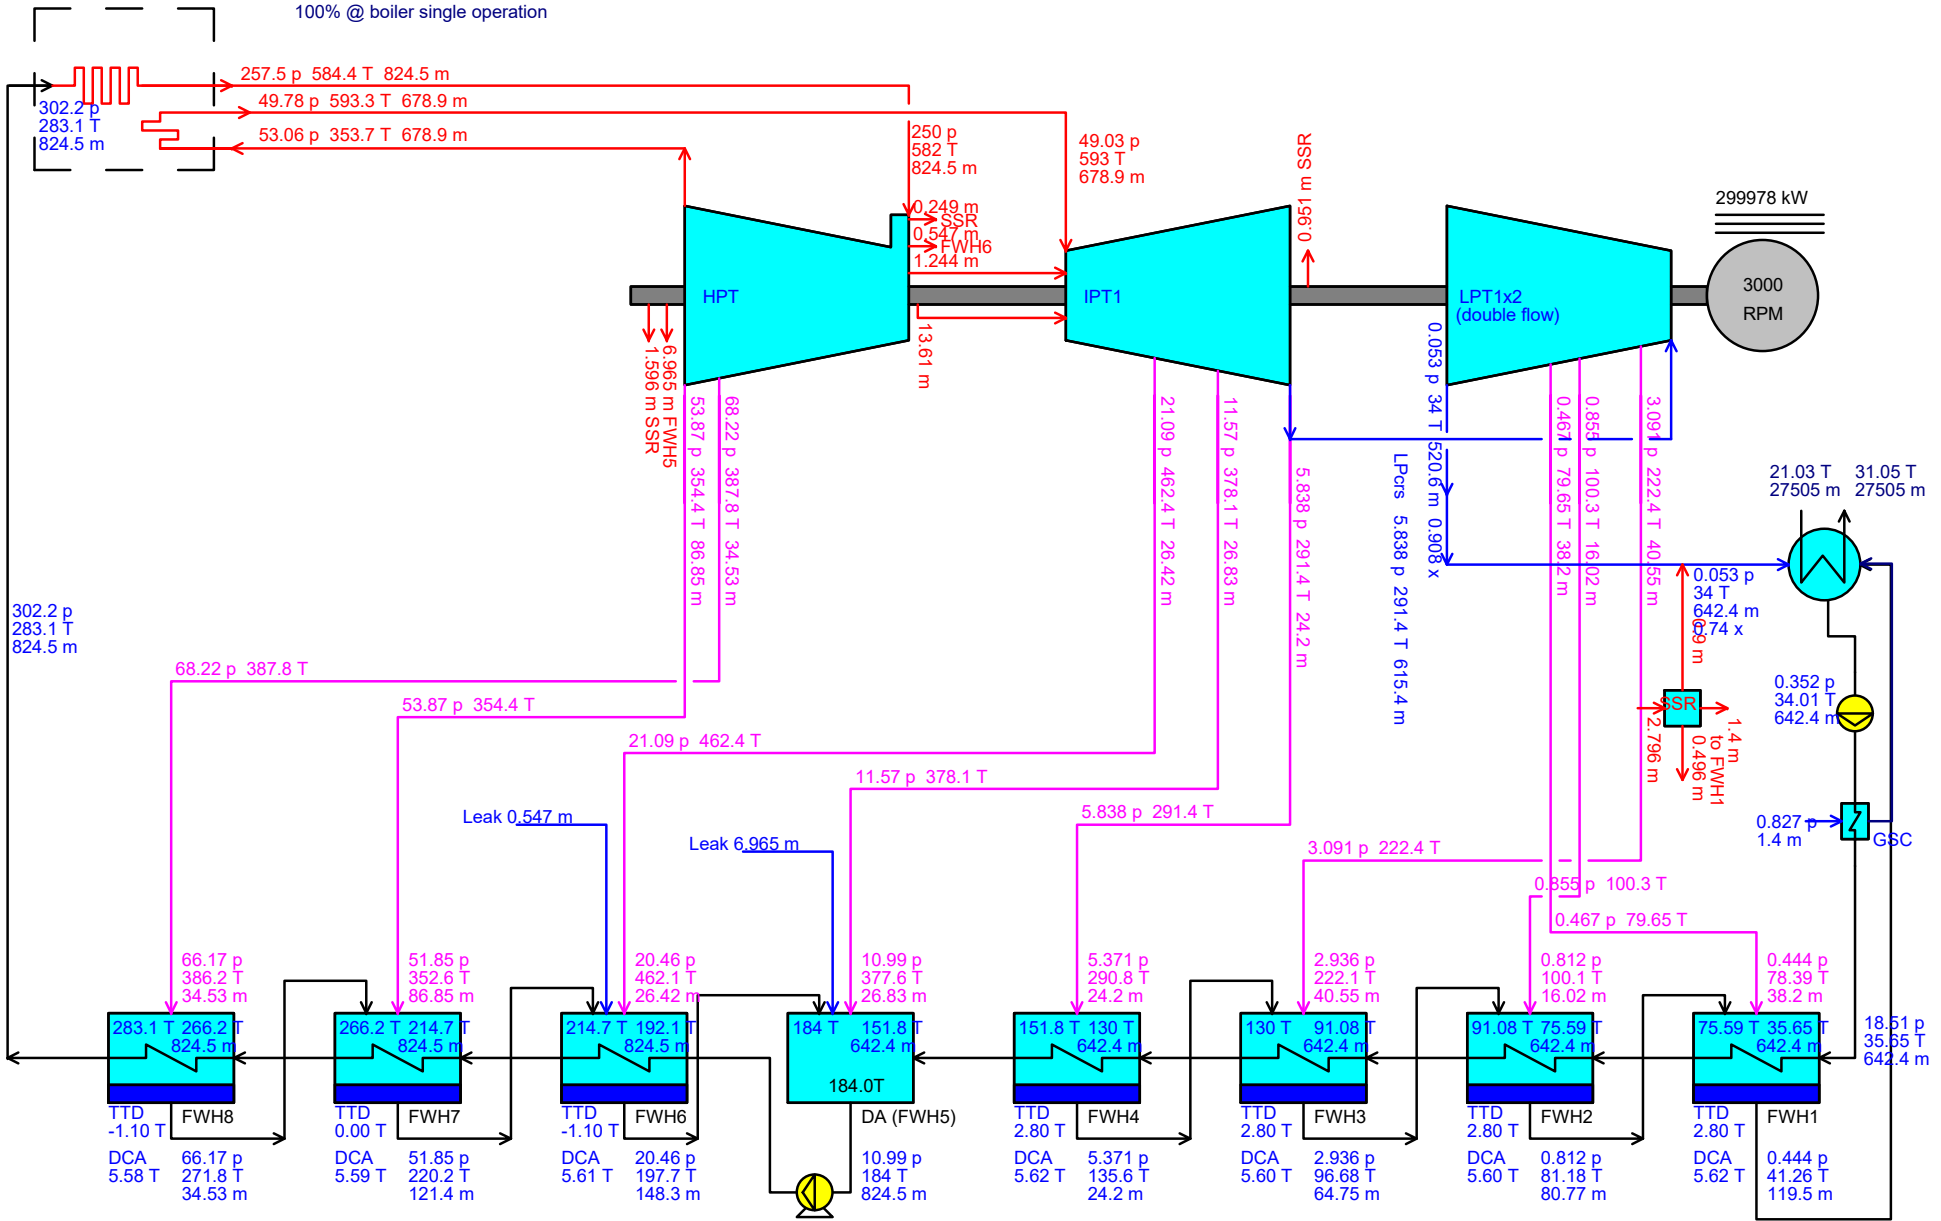 100% @ boiler single operation
257.5 p 584.4 T 824.5 m
49.78 p 593.3 T 678.9 m
53.06 p 353.7 T 678.9 m
302.2 p
283.1 T
824.5 m
250 p
582 T
824.5 m
49.03 p
593 T
678.9 m
0.951 m SSR
299978 kW
0.249 m
SSR
0.547 m
FWH6
1.244 m
HPT
IPT1
LPT1x2
(double flow)
3000
RPM
1.596 m SSR
6.965 m FWH5
13.61 m
53.87 p 354.4 T 86.85 m
68.22 p 387.8 T 34.53 m
21.09 p 462.4 T 26.42 m
11.57 p 378.1 T 26.83 m
5.838 p 291.4 T 24.2 m
LPcrs 5.838 p 291.4 T 615.4 m
0.053 p 34 T 520.6 m 0.908 x
0.467 p 79.65 T 38.2 m
0.855 p 100.3 T 16.02 m
3.091 p 222.4 T 40.55 m
21.03 T
27505 m
31.05 T
27505 m
0.053 p
34 T
642.4 m
0.74 x
0.9 m
SSR
2.796 m
0.496 m
1.4 m
to FWH1
0.352 p
34.01 T
642.4 m
0.827 p
1.4 m
GSC
302.2 p
283.1 T
824.5 m
68.22 p 387.8 T
53.87 p 354.4 T
21.09 p 462.4 T
11.57 p 378.1 T
Leak 0.547 m
Leak 6.965 m
5.838 p 291.4 T
3.091 p 222.4 T
0.855 p 100.3 T
0.467 p 79.65 T
66.17 p
386.2 T
34.53 m
51.85 p
352.6 T
86.85 m
20.46 p
462.1 T
26.42 m
10.99 p
377.6 T
26.83 m
5.371 p
290.8 T
24.2 m
2.936 p
222.1 T
40.55 m
0.812 p
100.1 T
16.02 m
0.444 p
78.39 T
38.2 m
283.1 T 266.2 T
824.5 m
266.2 T 214.7 T
824.5 m
214.7 T 192.1 T
824.5 m
184 T 151.8 T
642.4 m
184.0T
151.8 T 130 T
642.4 m
130 T 91.08 T
642.4 m
91.08 T 75.59 T
642.4 m
75.59 T 35.65 T
642.4 m
18.51 p
35.65 T
642.4 m
TTD
-1.10 T
FWH8
DCA
5.58 T
66.17 p
271.8 T
34.53 m
TTD
0.00 T
FWH7
DCA
5.59 T
51.85 p
220.2 T
121.4 m
TTD
-1.10 T
FWH6
DCA
5.61 T
20.46 p
197.7 T
148.3 m
DA (FWH5)
10.99 p
184 T
824.5 m
TTD
2.80 T
FWH4
DCA
5.62 T
5.371 p
135.6 T
24.2 m
TTD
2.80 T
FWH3
DCA
5.60 T
2.936 p
96.68 T
64.75 m
TTD
2.80 T
FWH2
DCA
5.60 T
0.812 p
81.18 T
80.77 m
TTD
2.80 T
FWH1
DCA
5.62 T
0.444 p
41.26 T
119.5 m